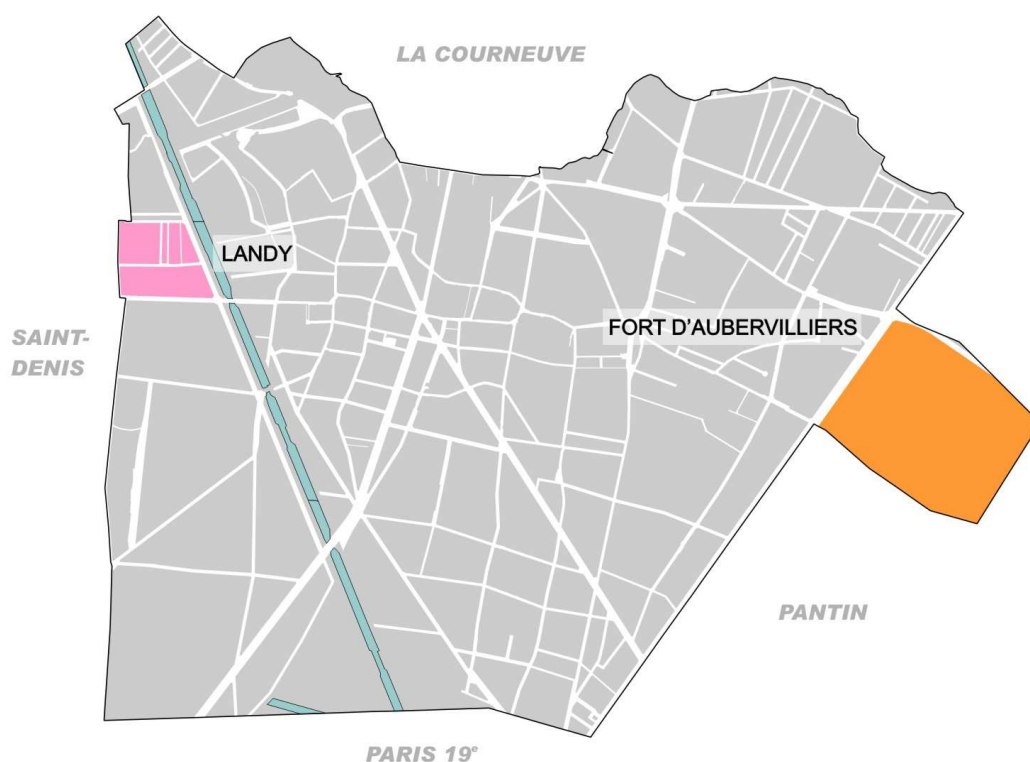 LA COURNEUVE
LANDY
SAINT-
DENIS
FORT D'AUBERVILLIERS
PANTIN
PARIS 19e